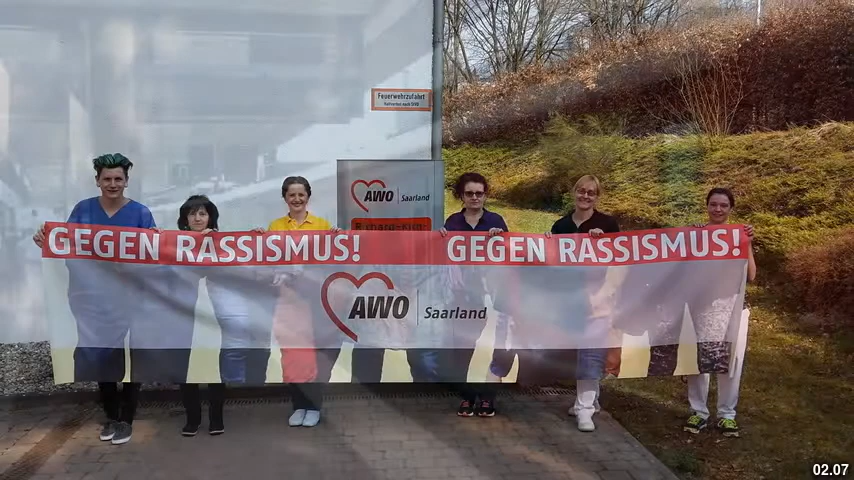 Feuerwehrzufahrt
AWO Saarland
GEGEN RASSISMUS! GEGEN RASSISMUS!
AWO Saarland
02.07